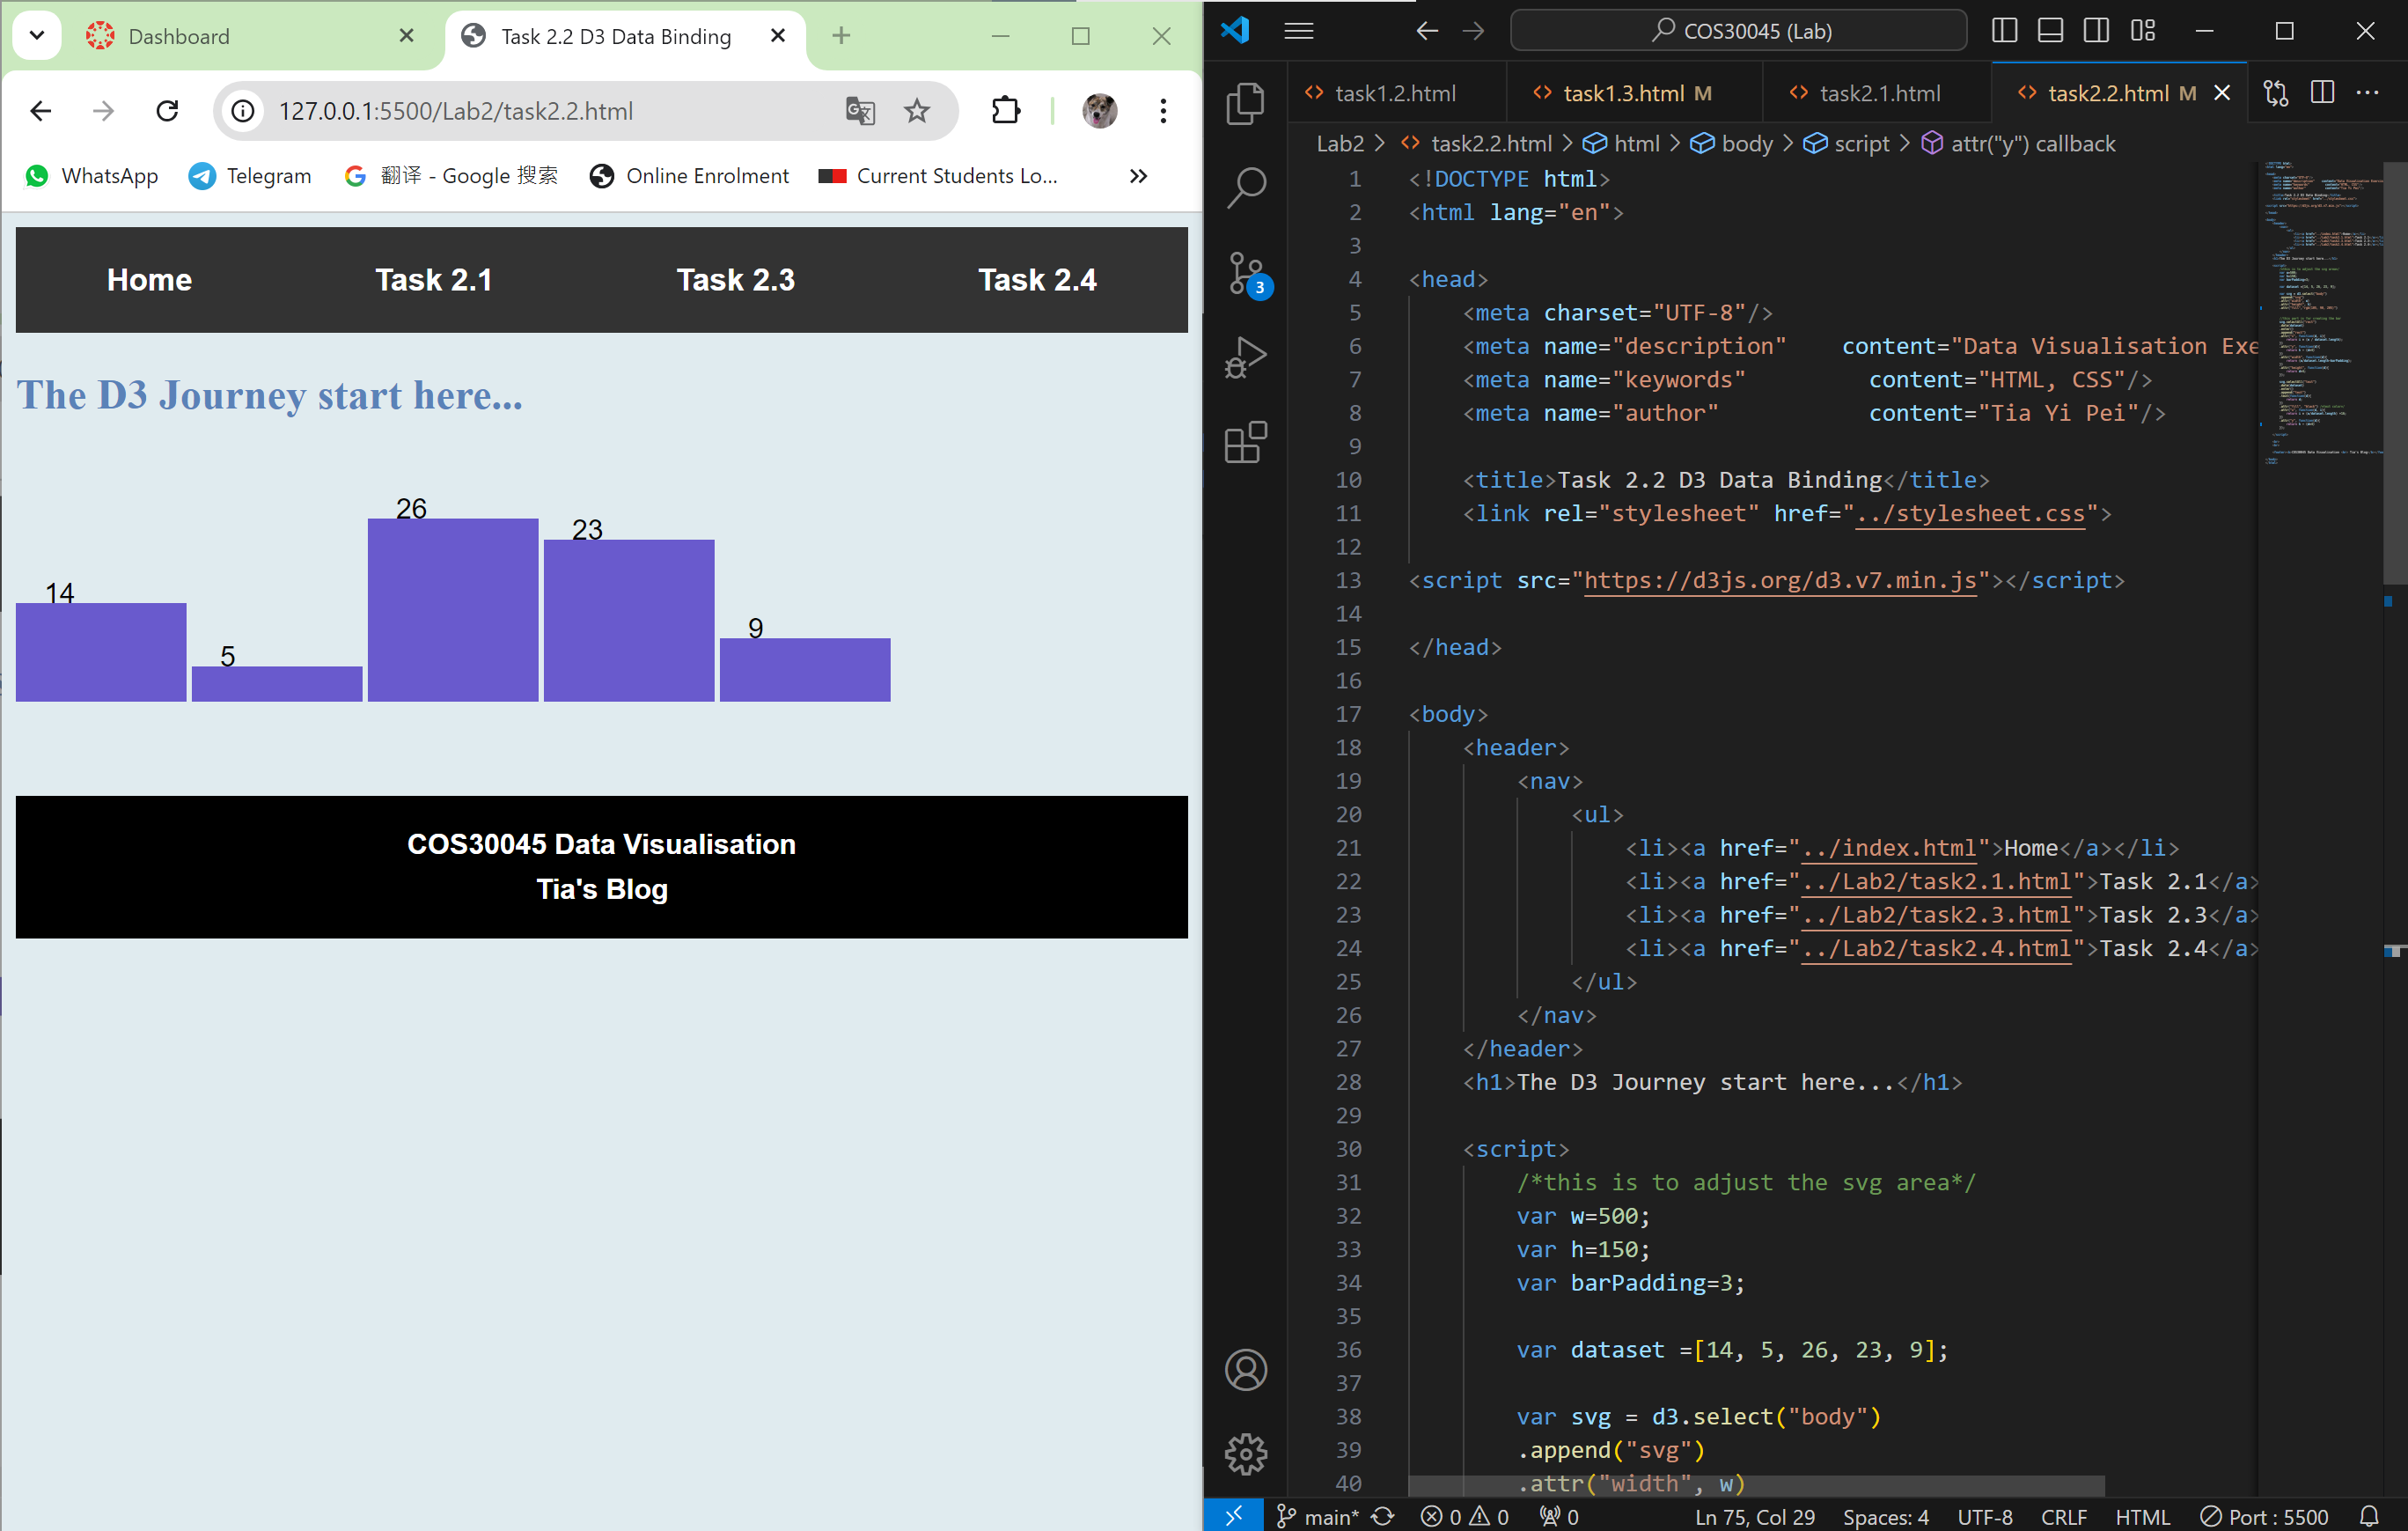 Dashboard
Task 2.2 D3 Data Binding
127.0.0.1:5500/Lab2/task2.2.html
WhatsApp
Telegram
翻译 - Google 搜索
Online Enrolment
Current Students Lo...
Home
Task 2.1
Task 2.3
Task 2.4
The D3 Journey start here...
14
5
26
23
9
COS30045 Data Visualisation
Tia's Blog
COS30045 (Lab)
task1.2.html
task1.3.html M
task2.1.html
task2.2.html M
Lab2 > task2.2.html > html > body > script > attr("y") callback
3
1 <!DOCTYPE html>
2 <html lang="en">
3
4 <head>
5 <meta charset="UTF-8"/>
6 <meta name="description" content="Data Visualisation Exe
7 <meta name="keywords" content="HTML, CSS"/>
8 <meta name="author" content="Tia Yi Pei"/>
9
10 <title>Task 2.2 D3 Data Binding</title>
11 <link rel="stylesheet" href="../stylesheet.css">
12
13 <script src="https://d3js.org/d3.v7.min.js"></script>
14
15 </head>
16
17 <body>
18 <header>
19 <nav>
20 <ul>
21 <li><a href="../index.html">Home</a></li>
22 <li><a href="../Lab2/task2.1.html">Task 2.1</a>
23 <li><a href="../Lab2/task2.3.html">Task 2.3</a>
24 <li><a href="../Lab2/task2.4.html">Task 2.4</a>
25 </ul>
26 </nav>
27 </header>
28 <h1>The D3 Journey start here...</h1>
29
30 <script>
31 /*this is to adjust the svg area*/
32 var w=500;
33 var h=150;
34 var barPadding=3;
35
36 var dataset =[14, 5, 26, 23, 9];
37
38 var svg = d3.select("body")
39 .append("svg")
40 .attr("width", w)
main* 0 0 0 Ln 75, Col 29 Spaces: 4 UTF-8 CRLF HTML Port : 5500